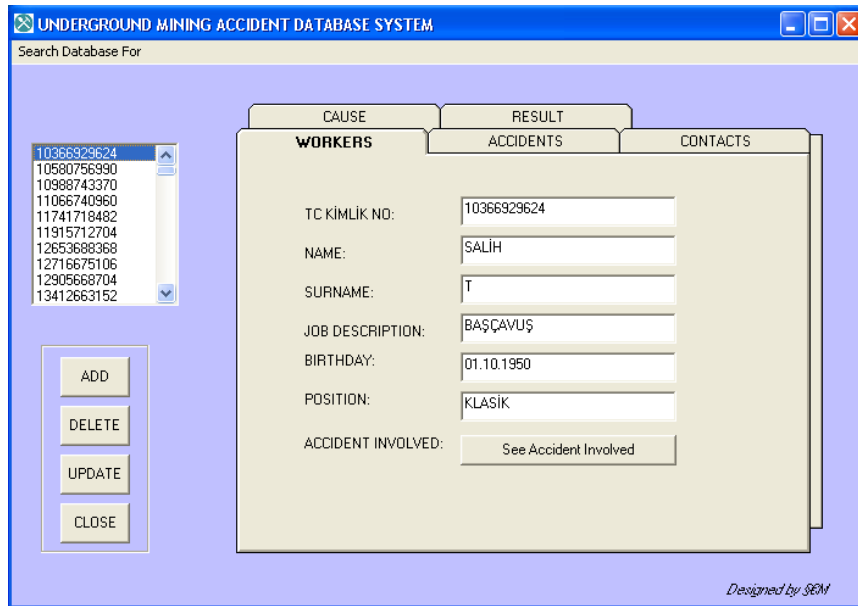 UNDERGROUND MINING ACCIDENT DATABASE SYSTEM
Search Database For
CAUSE RESULT
WORKERS ACCIDENTS CONTACTS
10366929624
10580756990
10988743370
11066740960
11741718482
11915712704
12653688368
12716675106
12905668704
13412663152
TC KİMLİK NO: 10366929624
NAME: SALİH
SURNAME: T
JOB DESCRIPTION: BAŞÇAVUŞ
BIRTHDAY: 01.10.1950
POSITION: KLASİK
ACCIDENT INVOLVED: See Accident Involved
ADD
DELETE
UPDATE
CLOSE
Designed by ŞEM